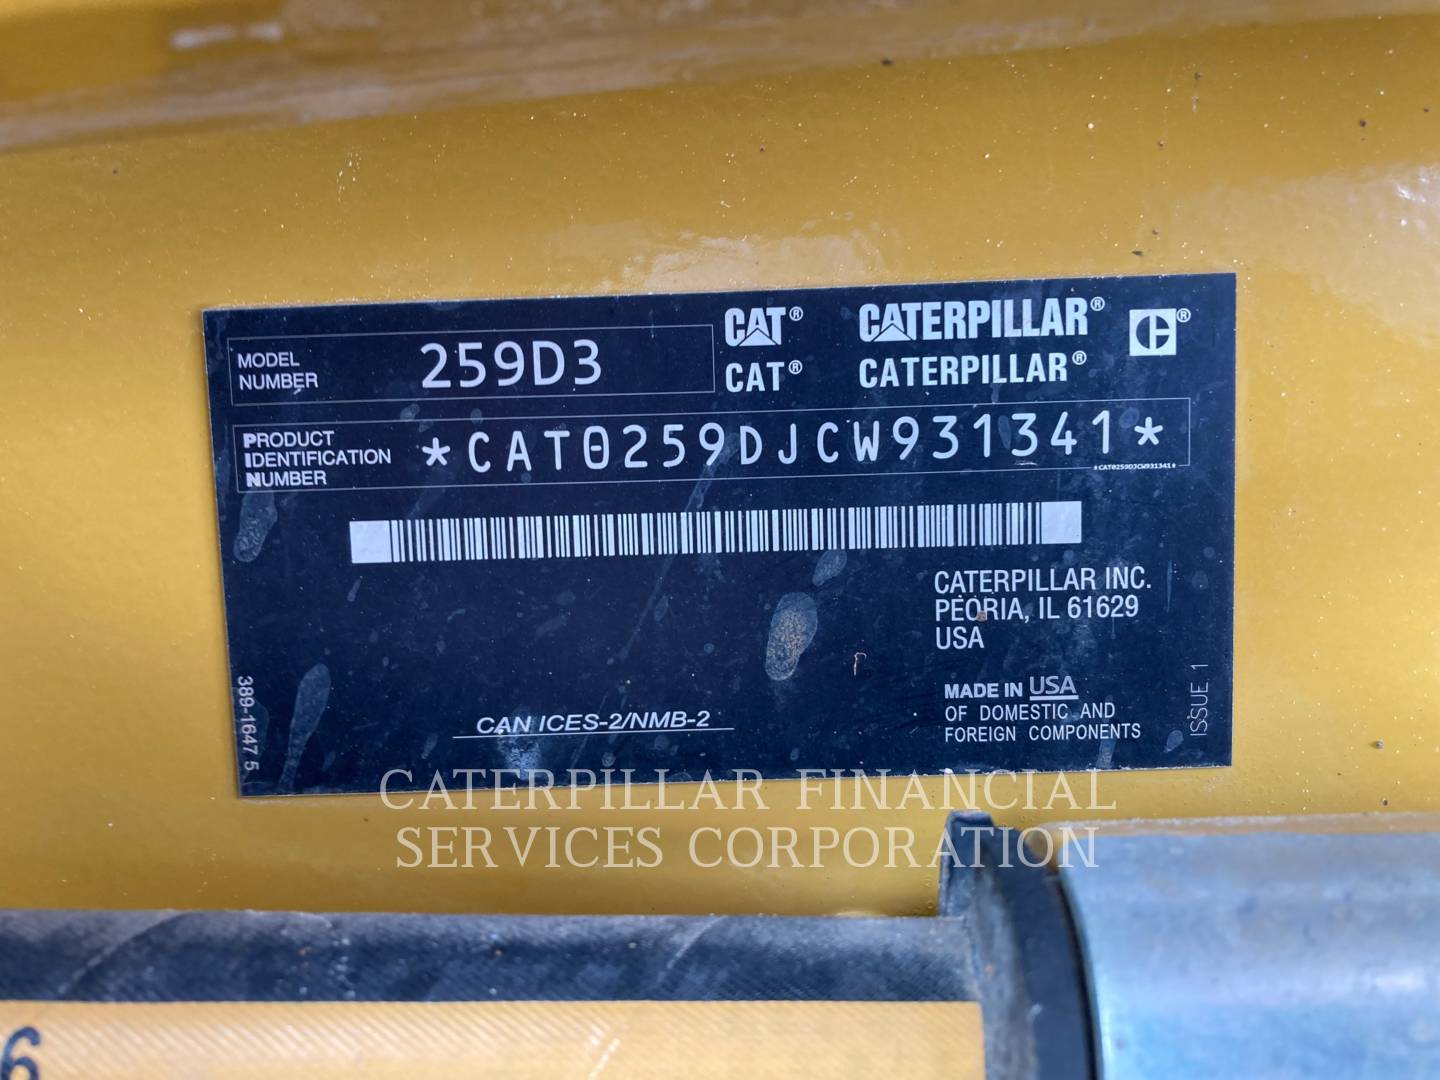 CAT® CATERPILLAR® C®
MODEL NUMBER 259D3
CAT® CATERPILLAR®
PRODUCT IDENTIFICATION NUMBER *CAT0259DJCW931341*
*CAT0259DJCW931341*
CATERPILLAR INC.
PEORIA, IL 61629
USA
MADE IN USA
OF DOMESTIC AND
FOREIGN COMPONENTS
ISSUE 1
CAN ICES-2/NMB-2
389-1647 5
CATERPILLAR FINANCIAL
SERVICES CORPORATION
6